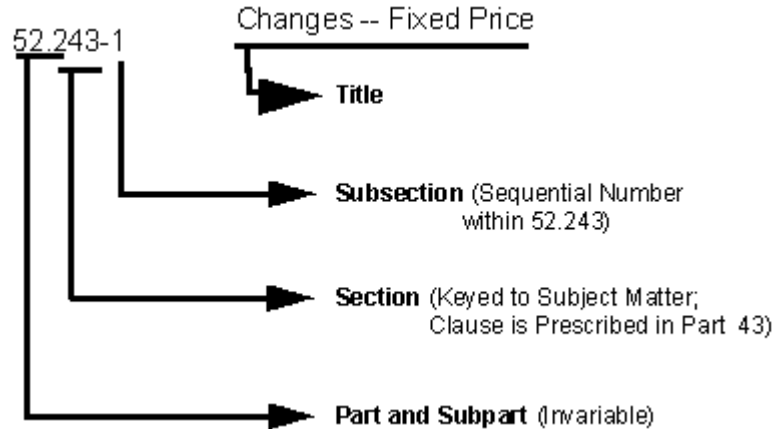 Changes -- Fixed Price
52.243-1
Title
Subsection (Sequential Number
within 52.243)
Section (Keyed to Subject Matter;
Clause is Prescribed in Part 43)
Part and Subpart (Invariable)